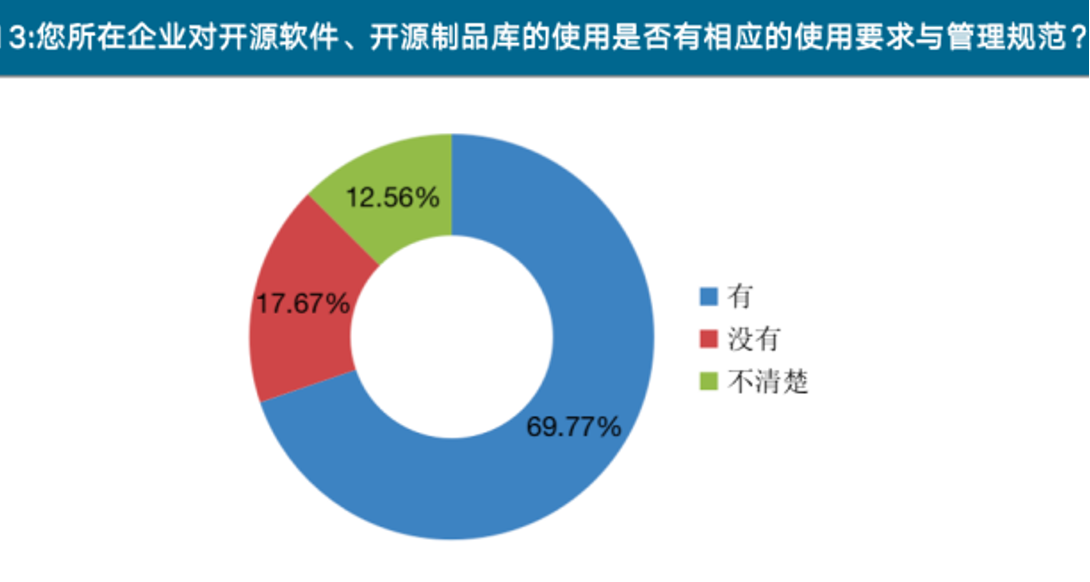 13:您所在企业对开源软件、开源制品库的使用是否有相应的使用要求与管理规范？
12.56%
17.67%
69.77%
有
没有
不清楚